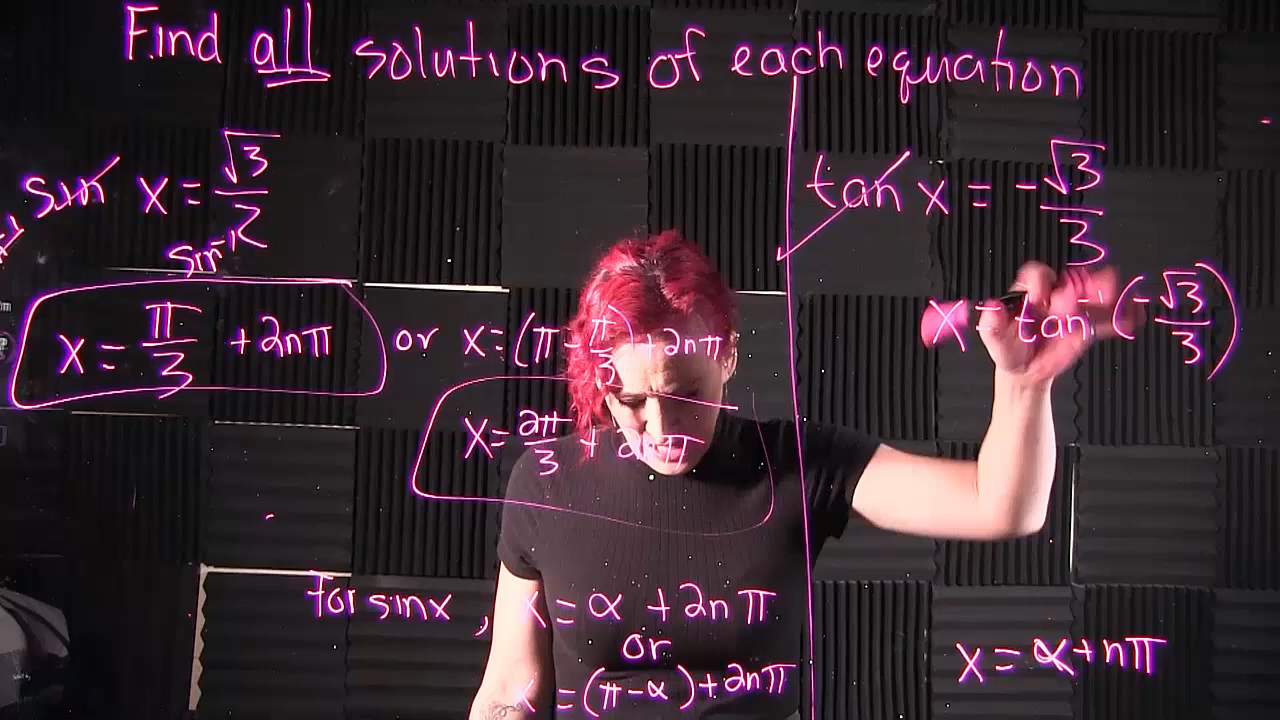 Find all solutions of each equation
sin x = √3/2
sin⁻¹
x = π/3 + 2nπ or x = (π - π/3) + 2nπ
x = 2π/3 + 2nπ
for sinx, x = α + 2nπ
or
x = (π - α) + 2nπ
tan x = -√3/3
x = tan⁻¹(-√3/3)
x = α + nπ